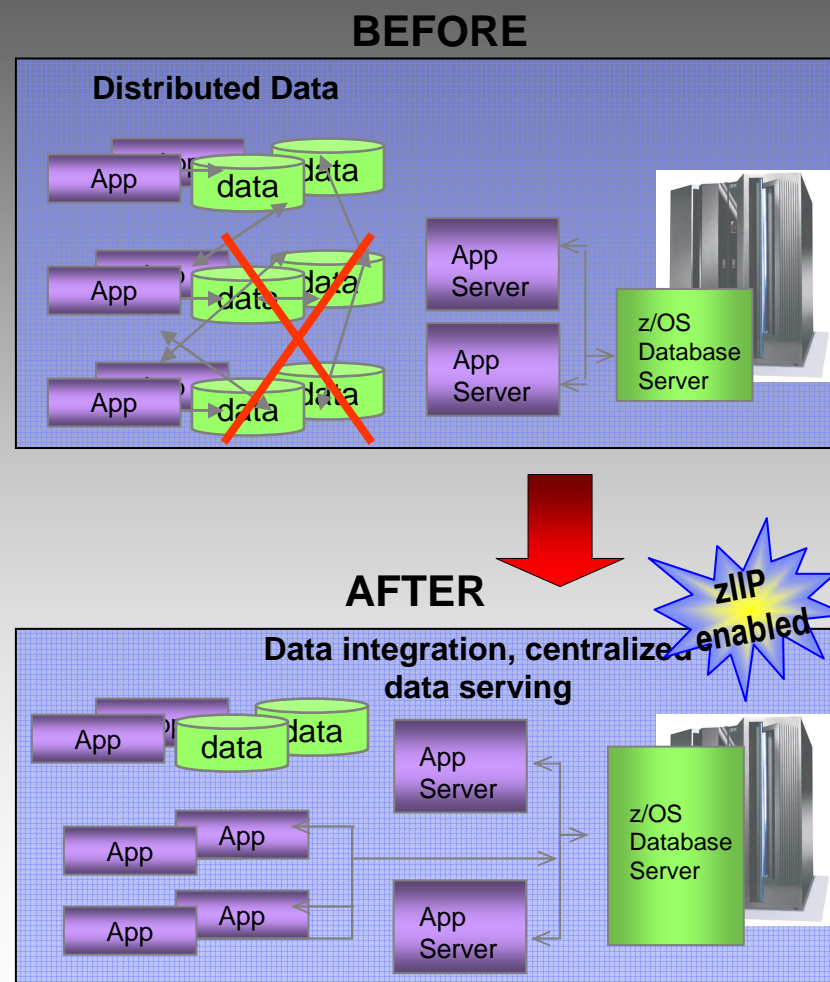 BEFORE
Distributed Data
App
data
data
App
data
data
App
data
data
App
Server
App
Server
z/OS
Database
Server
AFTER
zIIP
enabled
Data integration, centralized
data serving
App
data
data
App
App
App
App
App
Server
App
Server
z/OS
Database
Server